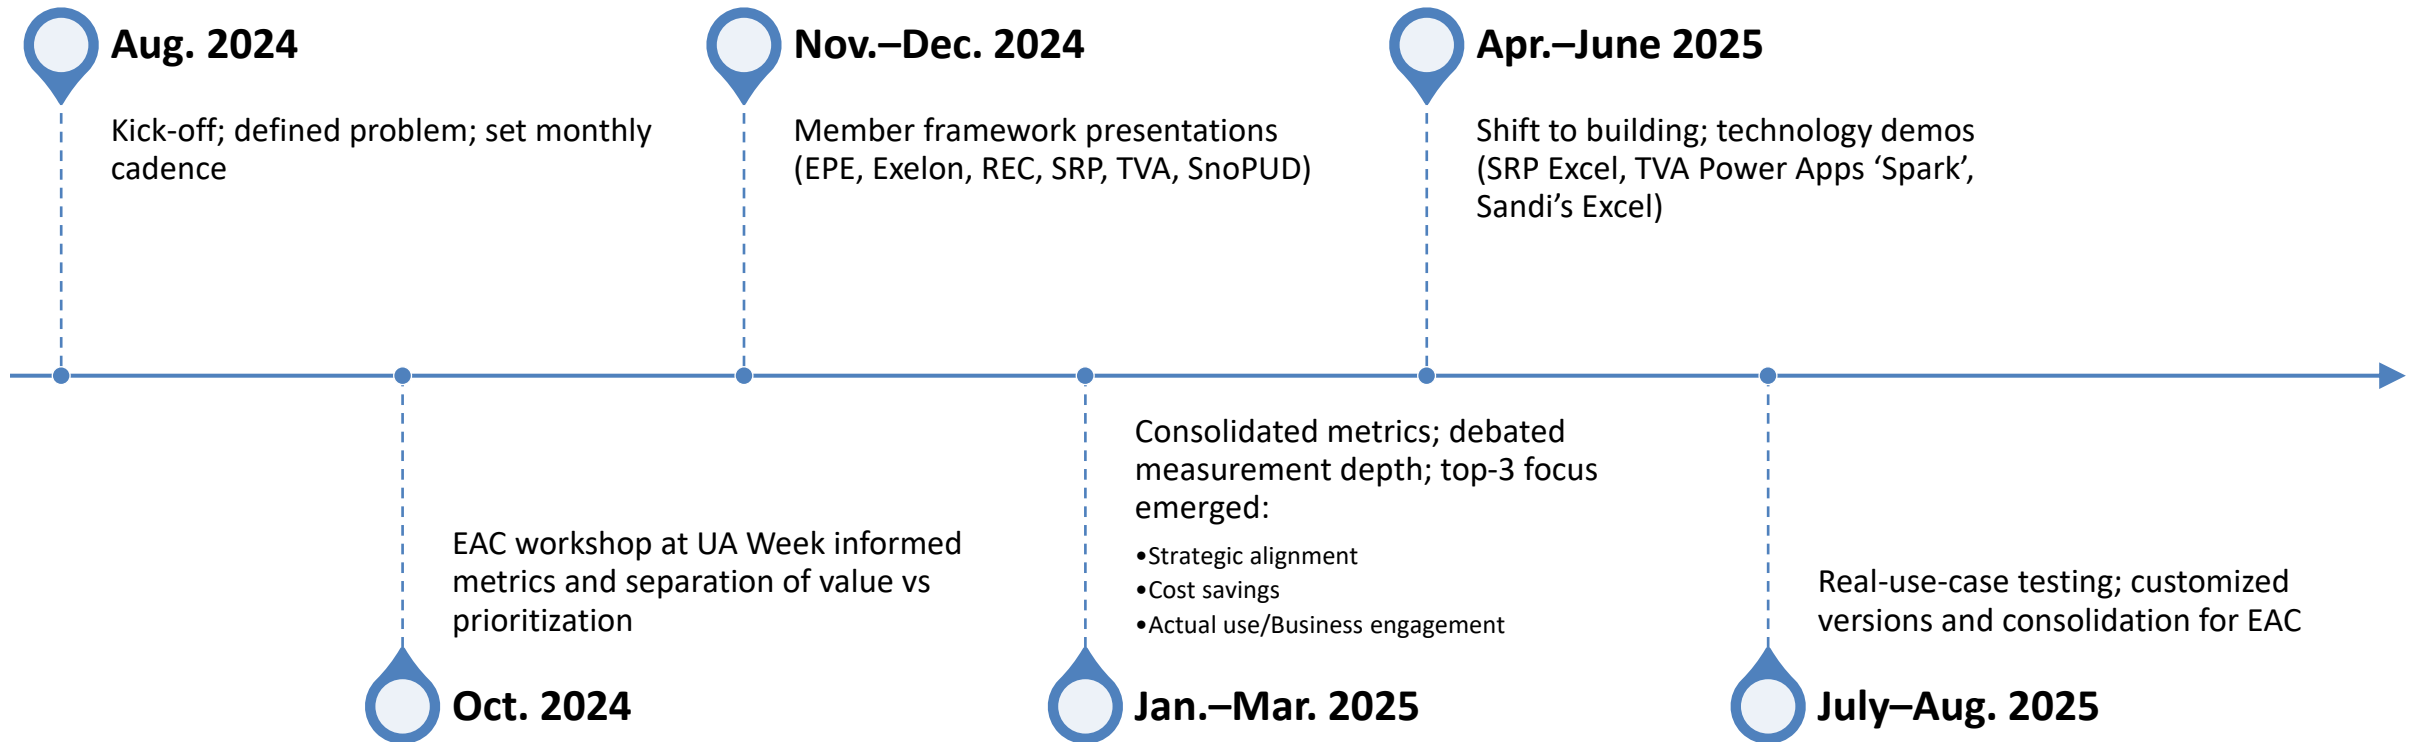 Aug. 2024
Kick-off; defined problem; set monthly
cadence
EAC workshop at UA Week informed
metrics and separation of value vs
prioritization
Oct. 2024
Nov.–Dec. 2024
Member framework presentations
(EPE, Exelon, REC, SRP, TVA, SnoPUD)
Consolidated metrics; debated
measurement depth; top-3 focus
emerged:
•Strategic alignment
•Cost savings
•Actual use/Business engagement
Jan.–Mar. 2025
Apr.–June 2025
Shift to building; technology demos
(SRP Excel, TVA Power Apps ‘Spark’,
Sandi’s Excel)
Real-use-case testing; customized
versions and consolidation for EAC
July–Aug. 2025